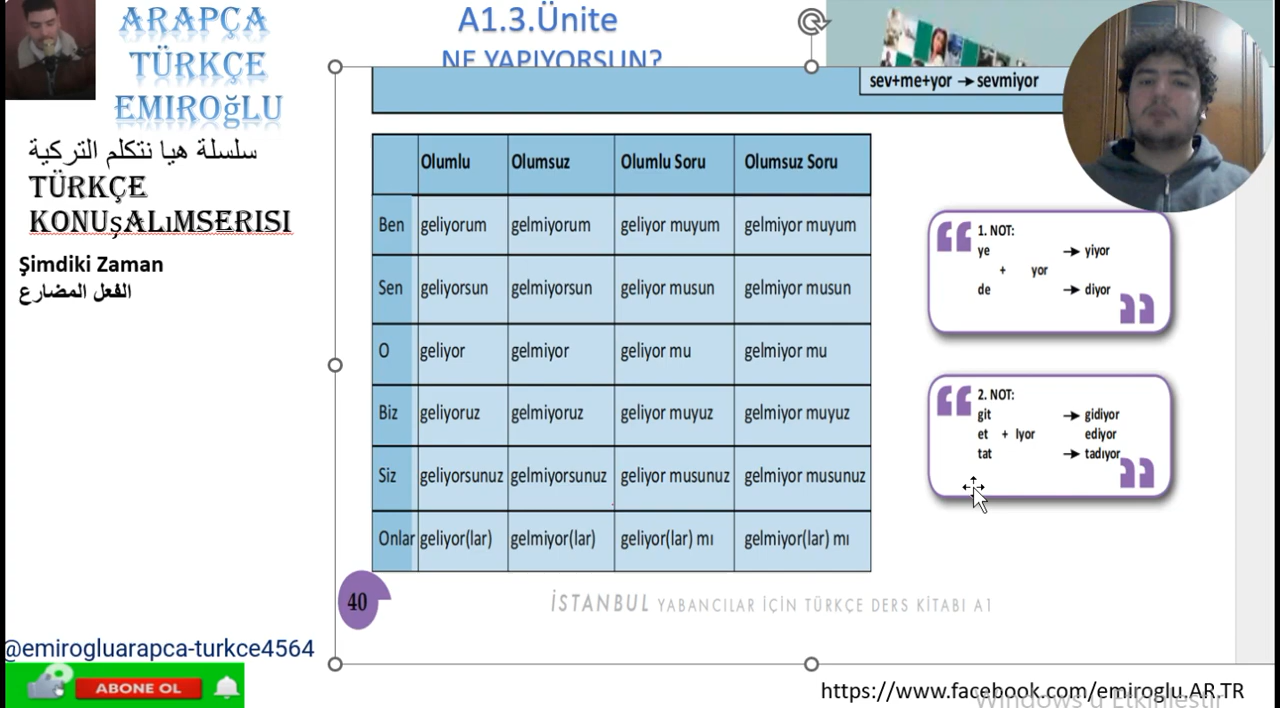 ARAPÇA
TÜRKÇE
EMIROğLU
سلسلة هيا نتكلم التركية
TÜRKÇE
KONUşALıMSERISI
Şimdiki Zaman
الفعل المضارع
@emirogluarapca-turkce4564
ABONE OL
A1.3.Ünite
NE YAPIYORSUN?
sev+me+yor → sevmiyor
Olumlu Olumsuz Olumlu Soru Olumsuz Soru
Ben geliyorum gelmiyorum geliyor muyum gelmiyor muyum
Sen geliyorsun gelmiyorsun geliyor musun gelmiyor musun
O geliyor gelmiyor geliyor mu gelmiyor mu
Biz geliyoruz gelmiyoruz geliyor muyuz gelmiyor muyuz
Siz geliyorsunuz gelmiyorsunuz geliyor musunuz gelmiyor musunuz
Onlar geliyor(lar) gelmiyor(lar) geliyor(lar) mı gelmiyor(lar) mı
1. NOT:
ye → yiyor
+ yor
de → diyor
2. NOT:
git → gidiyor
et + Iyor ediyor
tat → tadıyor
40
İSTANBUL YABANCILAR İÇİN TÜRKÇE DERS KİTABI A1
https://www.facebook.com/emiroglu.AR.TR
Windows'u Etkinleştir